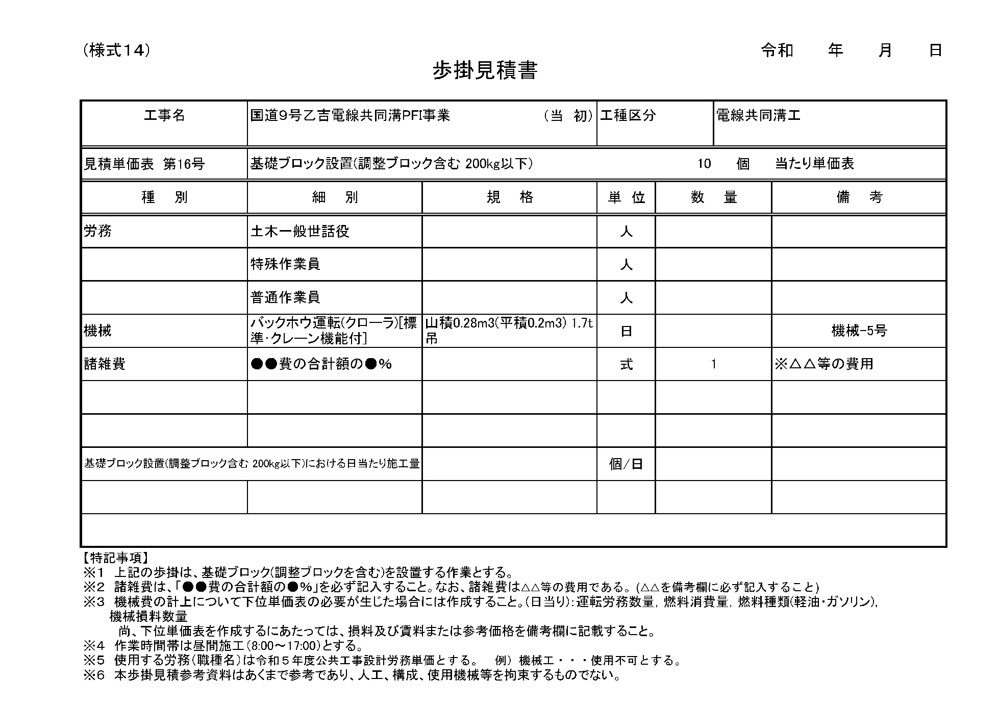 (様式14)
令和　　年　　月　　日
歩掛見積書
工事名　国道9号乙吉電線共同溝PFI事業　(当　初)　工種区分　電線共同溝工
見積単価表　第16号　基礎ブロック設置(調整ブロック含む 200kg以下)　10　個　当たり単価表
種　別　細　別　規　格　単　位　数　量　備　考
労務　土木一般世話役　人
特殊作業員　人
普通作業員　人
機械　バックホウ運転(クローラ)[標準･クレーン機能付]　山積0.28m3(平積0.2m3) 1.7t吊　日　機械-5号
諸雑費　●●費の合計額の●%　式　1　※△△等の費用
基礎ブロック設置(調整ブロック含む 200kg以下)における日当たり施工量　個/日
【特記事項】
※1　上記の歩掛は、基礎ブロック(調整ブロックを含む)を設置する作業とする。
※2　諸雑費は、「●●費の合計額の●%」を必ず記入すること。なお、諸雑費は△△等の費用である。(△△を備考欄に必ず記入すること)
※3　機械費の計上について下位単価表の必要が生じた場合には作成すること。(日当り)：運転労務数量，燃料消費量，燃料種類(軽油・ガソリン)，
機械損料数量
尚、下位単価表を作成するにあたっては、損料及び賃料または参考価格を備考欄に記載すること。
※4　作業時間帯は昼間施工(8:00～17:00)とする。
※5　使用する労務(職種名)は令和５年度公共工事設計労務単価とする。　例）機械工・・・使用不可とする。
※6　本歩掛見積参考資料はあくまで参考であり、人工、構成、使用機械等を拘束するものでない。